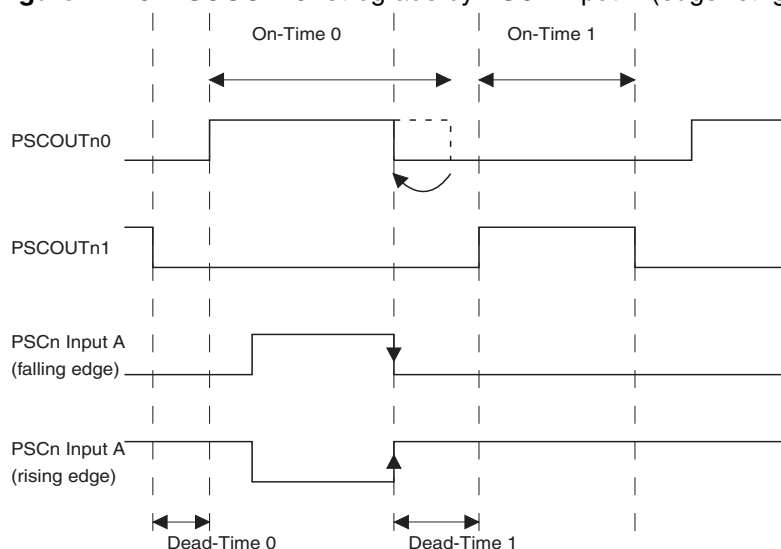 On-Time 0
On-Time 1
PSCOUTn0
PSCOUTn1
PSCn Input A
(falling edge)
PSCn Input A
(rising edge)
Dead-Time 0
Dead-Time 1